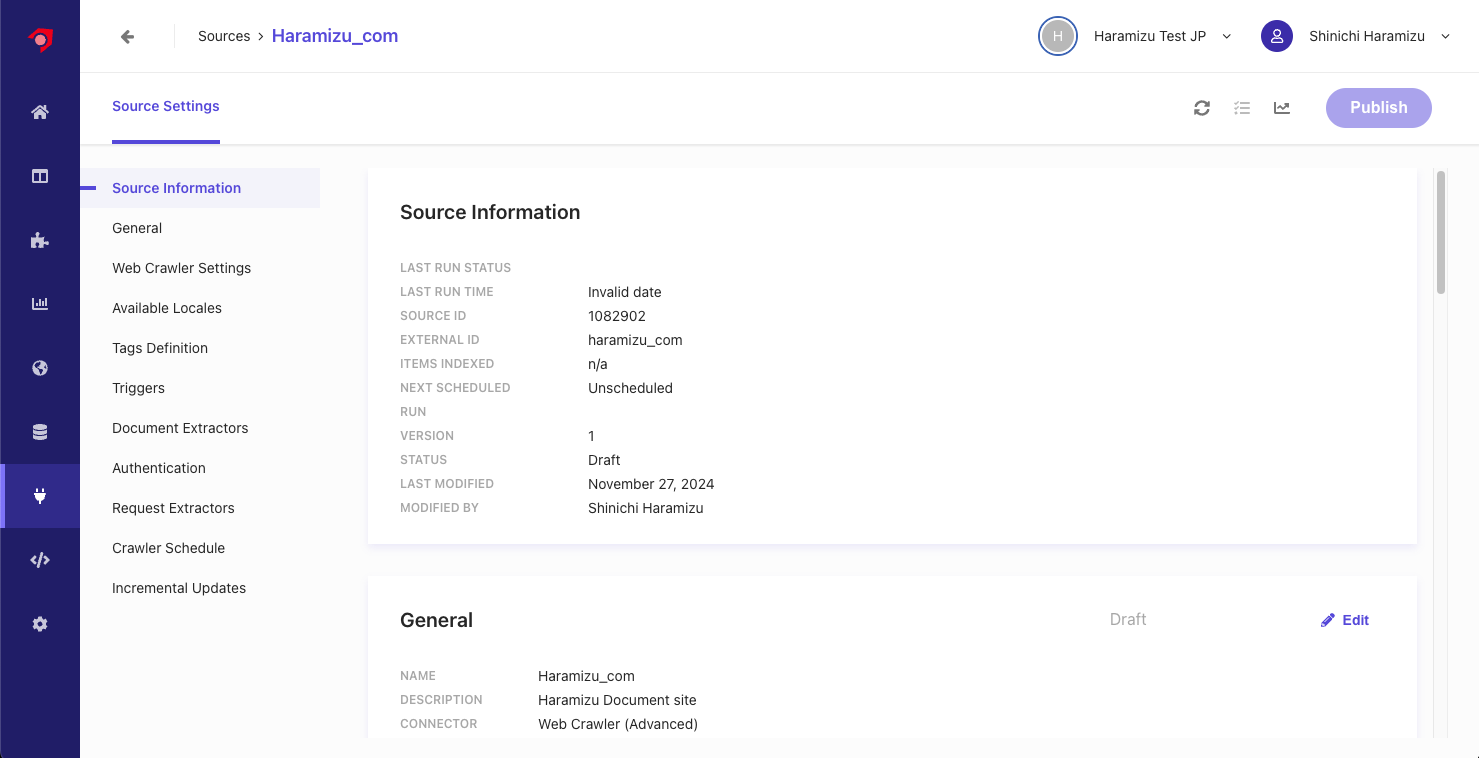 Sources > Haramizu_com
H
Haramizu Test JP
Shinichi Haramizu
Source Settings
Publish
Source Information
General
Web Crawler Settings
Available Locales
Tags Definition
Triggers
Document Extractors
Authentication
Request Extractors
Crawler Schedule
Incremental Updates
Source Information
LAST RUN STATUS
LAST RUN TIME Invalid date
SOURCE ID 1082902
EXTERNAL ID haramizu_com
ITEMS INDEXED n/a
NEXT SCHEDULED Unscheduled
RUN
VERSION 1
STATUS Draft
LAST MODIFIED November 27, 2024
MODIFIED BY Shinichi Haramizu
General
Draft
Edit
NAME Haramizu_com
DESCRIPTION Haramizu Document site
CONNECTOR Web Crawler (Advanced)